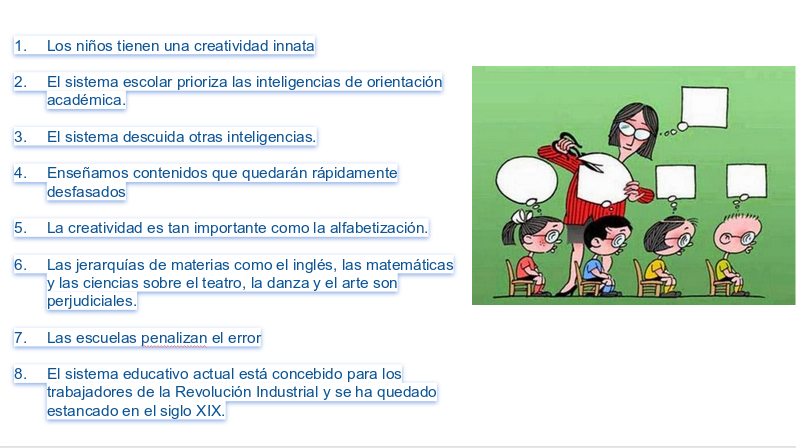 1. Los niños tienen una creatividad innata
2. El sistema escolar prioriza las inteligencias de orientación
académica.
3. El sistema descuida otras inteligencias.
4. Enseñamos contenidos que quedarán rápidamente
desfasados
5. La creatividad es tan importante como la alfabetización.
6. Las jerarquías de materias como el inglés, las matemáticas
y las ciencias sobre el teatro, la danza y el arte son
perjudiciales.
7. Las escuelas penalizan el error
8. El sistema educativo actual está concebido para los
trabajadores de la Revolución Industrial y se ha quedado
estancado en el siglo XIX.